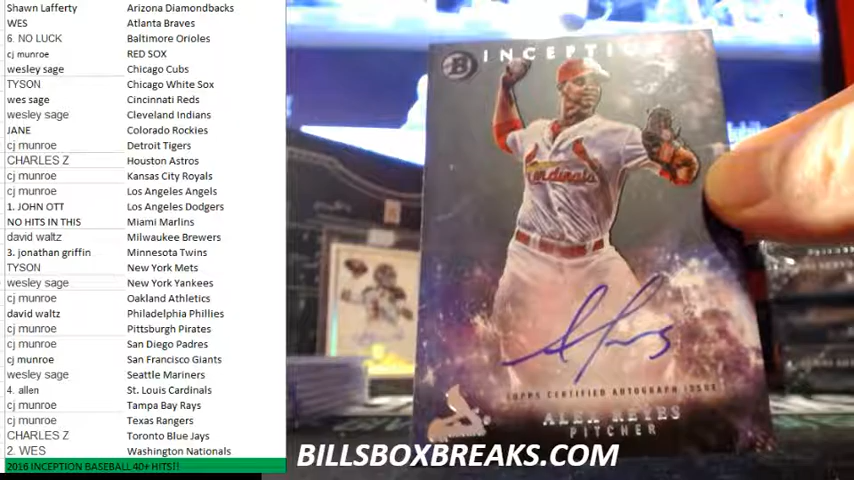 Shawn Lafferty Arizona Diamondbacks
WES Atlanta Braves
6. NO LUCK Baltimore Orioles
cj munroe RED SOX
wesley sage Chicago Cubs
TYSON Chicago White Sox
wes sage Cincinnati Reds
wesley sage Cleveland Indians
JANE Colorado Rockies
cj munroe Detroit Tigers
CHARLES Z Houston Astros
cj munroe Kansas City Royals
cj munroe Los Angeles Angels
1. JOHN OTT Los Angeles Dodgers
NO HITS IN THIS Miami Marlins
david waltz Milwaukee Brewers
3. jonathan griffin Minnesota Twins
TYSON New York Mets
wesley sage New York Yankees
cj munroe Oakland Athletics
david waltz Philadelphia Phillies
cj munroe Pittsburgh Pirates
cj munroe San Diego Padres
cj munroe San Francisco Giants
wesley sage Seattle Mariners
4. allen St. Louis Cardinals
cj munroe Tampa Bay Rays
cj munroe Texas Rangers
CHARLES Z Toronto Blue Jays
2. WES Washington Nationals
2016 INCEPTION BASEBALL 40+ HITS!!
B INCEPTION
Cardinals
TOPPS CERTIFIED AUTOGRAPH ISSUE
ALEX REYES
PITCHER
BILLSBOXBREAKS.COM